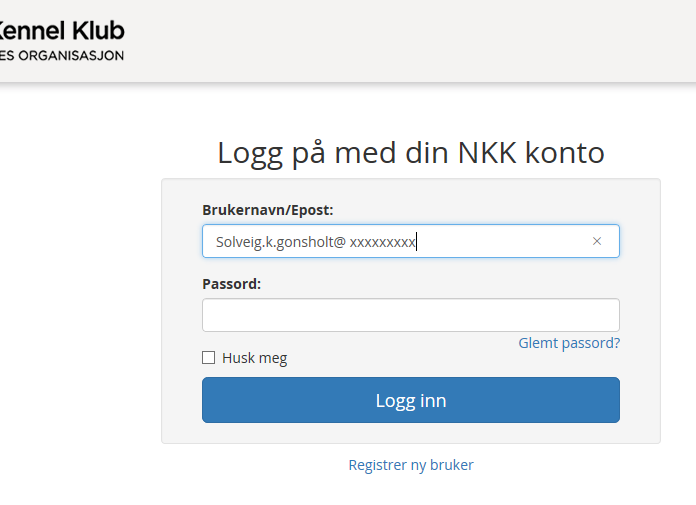 Kennel Klub
ES ORGANISASJON
Logg på med din NKK konto
Brukernavn/Epost:
Solveig.k.gonsholt@ xxxxxxxxx
Passord:
Glemt passord?
Husk meg
Logg inn
Registrer ny bruker